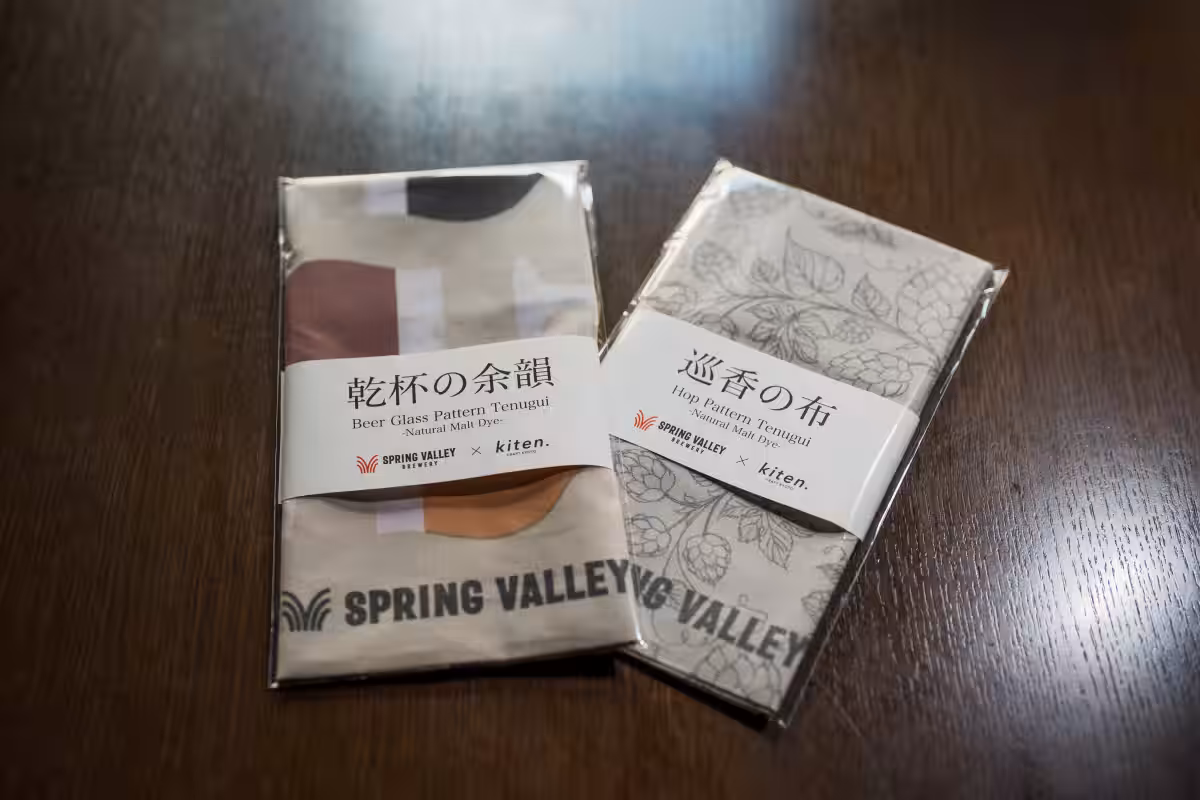 乾杯の余韻
Beer Glass Pattern Tenugui
-Natural Malt Dye-
SPRING VALLEY × kiten.
BREWERY
SPRING VALLEY
巡香の布
Hop Pattern Tenugui
-Natural Malt Dye-
SPRING VALLEY × kiten.
BREWERY
NG VALLEY